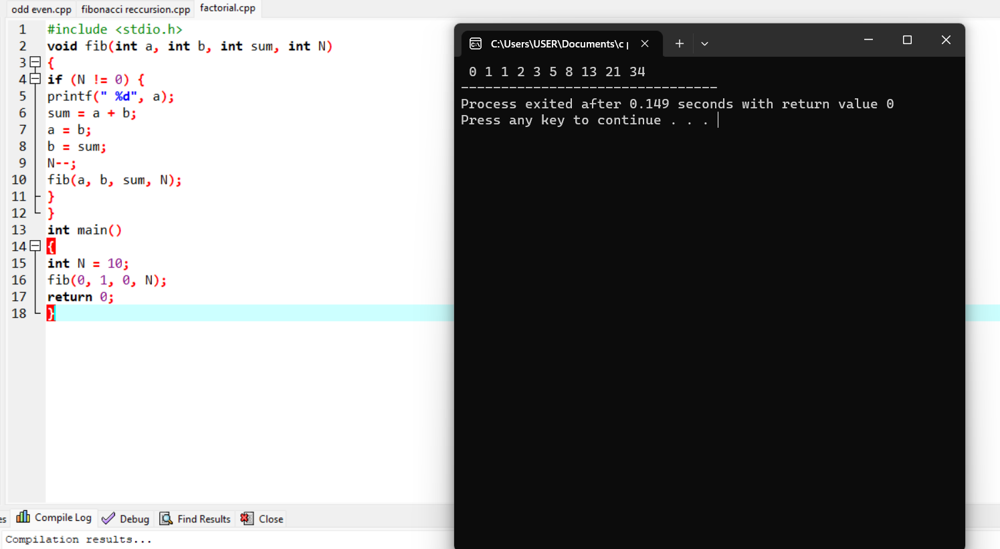 odd even.cpp fibonacci reccursion.cpp factorial.cpp
1 #include <stdio.h>
2 void fib(int a, int b, int sum, int N)
3 {
4 if (N != 0) {
5 printf(" %d", a);
6 sum = a + b;
7 a = b;
8 b = sum;
9 N--;
10 fib(a, b, sum, N);
11 }
12 }
13 int main()
14 {
15 int N = 10;
16 fib(0, 1, 0, N);
17 return 0;
18 }
C:\Users\USER\Documents\c p
0 1 1 2 3 5 8 13 21 34
--------------------------------
Process exited after 0.149 seconds with return value 0
Press any key to continue . . .
es Compile Log Debug Find Results Close
Compilation results...